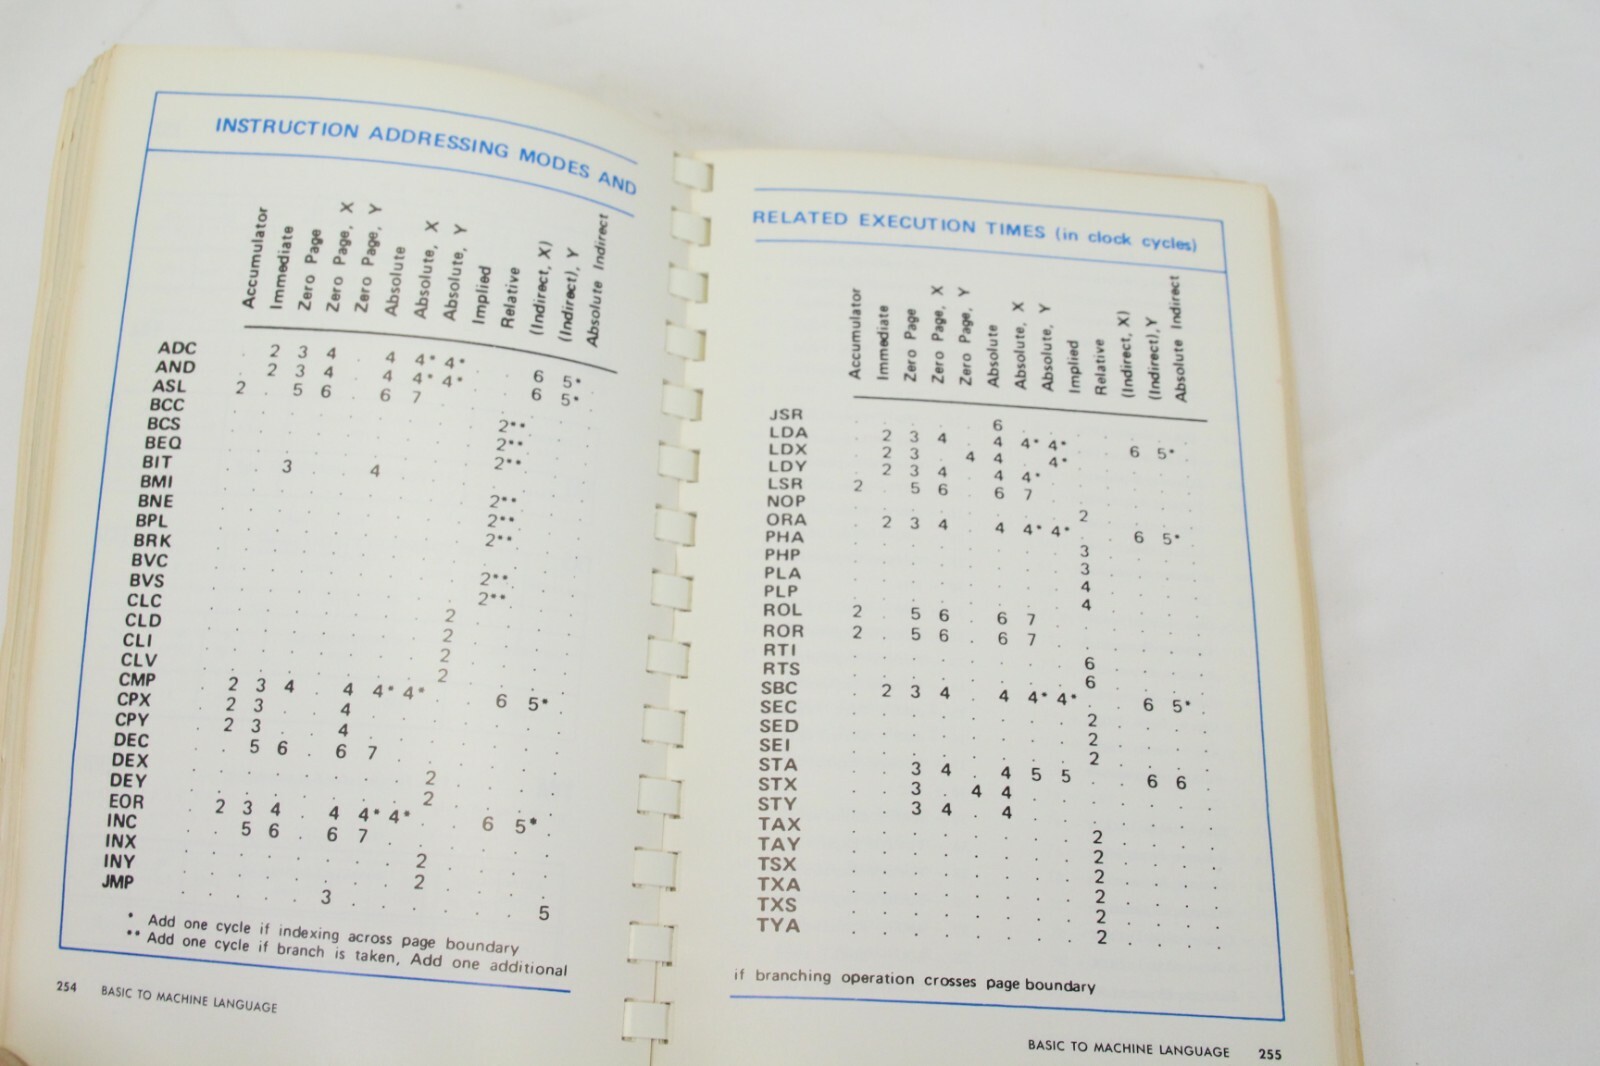 INSTRUCTION ADDRESSING MODES AND
Accumulator
Immediate
Zero Page
Zero Page, X
Zero Page, Y
Absolute
Absolute, X
Absolute, Y
Implied
Relative
(Indirect, X)
(Indirect), Y
Absolute Indirect
ADC . 2 3 4 . 4 4* 4* . . 6 5* .
AND . 2 3 4 . 4 4* 4* . . 6 5* .
ASL 2 . 5 6 . 6 7 . . . . . .
BCC . . . . . . . . . 2** . . .
BCS . . . . . . . . . 2** . . .
BEQ . . . . . . . . . 2** . . .
BIT . . 3 . . 4 . . . . . . .
BMI . . . . . . . . . 2** . . .
BNE . . . . . . . . . 2** . . .
BPL . . . . . . . . . 2** . . .
BRK . . . . . . . . . . . . .
BVC . . . . . . . . . 2** . . .
BVS . . . . . . . . . 2** . . .
CLC . . . . . . . . 2 . . . .
CLD . . . . . . . . 2 . . . .
CLI . . . . . . . . 2 . . . .
CLV . . . . . . . . 2 . . . .
CMP . 2 3 4 . 4 4* 4* . . 6 5* .
CPX . 2 3 . . 4 . . . . . . .
CPY . 2 3 . . 4 . . . . . . .
DEC . . 5 6 . 6 7 . . . . . .
DEX . . . . . . . . 2 . . . .
DEY . . . . . . . . 2 . . . .
EOR . 2 3 4 . 4 4* 4* . . 6 5* .
INC . . 5 6 . 6 7 . . . . . .
INX . . . . . . . . 2 . . . .
INY . . . . . . . . 2 . . . .
JMP . . . . . 3 . . . . . . 5
* Add one cycle if indexing across page boundary
** Add one cycle if branch is taken, Add one additional
254 BASIC TO MACHINE LANGUAGE
RELATED EXECUTION TIMES (in clock cycles)
Accumulator
Immediate
Zero Page
Zero Page, X
Zero Page, Y
Absolute
Absolute, X
Absolute, Y
Implied
Relative
(Indirect, X)
(Indirect), Y
Absolute Indirect
JSR . . . . . 6 . . . . . . .
LDA . 2 3 4 . 4 4* 4* . . 6 5* .
LDX . 2 3 . 4 4 . 4* . . . . .
LDY . 2 3 4 . 4 4* . . . . . .
LSR 2 . 5 6 . 6 7 . . . . . .
NOP . . . . . . . . 2 . . . .
ORA . 2 3 4 . 4 4* 4* . . 6 5* .
PHA . . . . . . . . 3 . . . .
PHP . . . . . . . . 3 . . . .
PLA . . . . . . . . 4 . . . .
PLP . . . . . . . . 4 . . . .
ROL 2 . 5 6 . 6 7 . . . . . .
ROR 2 . 5 6 . 6 7 . . . . . .
RTI . . . . . . . . 6 . . . .
RTS . . . . . . . . 6 . . . .
SBC . 2 3 4 . 4 4* 4* . . 6 5* .
SEC . . . . . . . . 2 . . . .
SED . . . . . . . . 2 . . . .
SEI . . . . . . . . 2 . . . .
STA . . 3 4 . 4 5 5 . . 6 6 .
STX . . 3 . 4 4 . . . . . . .
STY . . 3 4 . 4 . . . . . . .
TAX . . . . . . . . 2 . . . .
TAY . . . . . . . . 2 . . . .
TSX . . . . . . . . 2 . . . .
TXA . . . . . . . . 2 . . . .
TXS . . . . . . . . 2 . . . .
TYA . . . . . . . . 2 . . . .
if branching operation crosses page boundary
BASIC TO MACHINE LANGUAGE 255